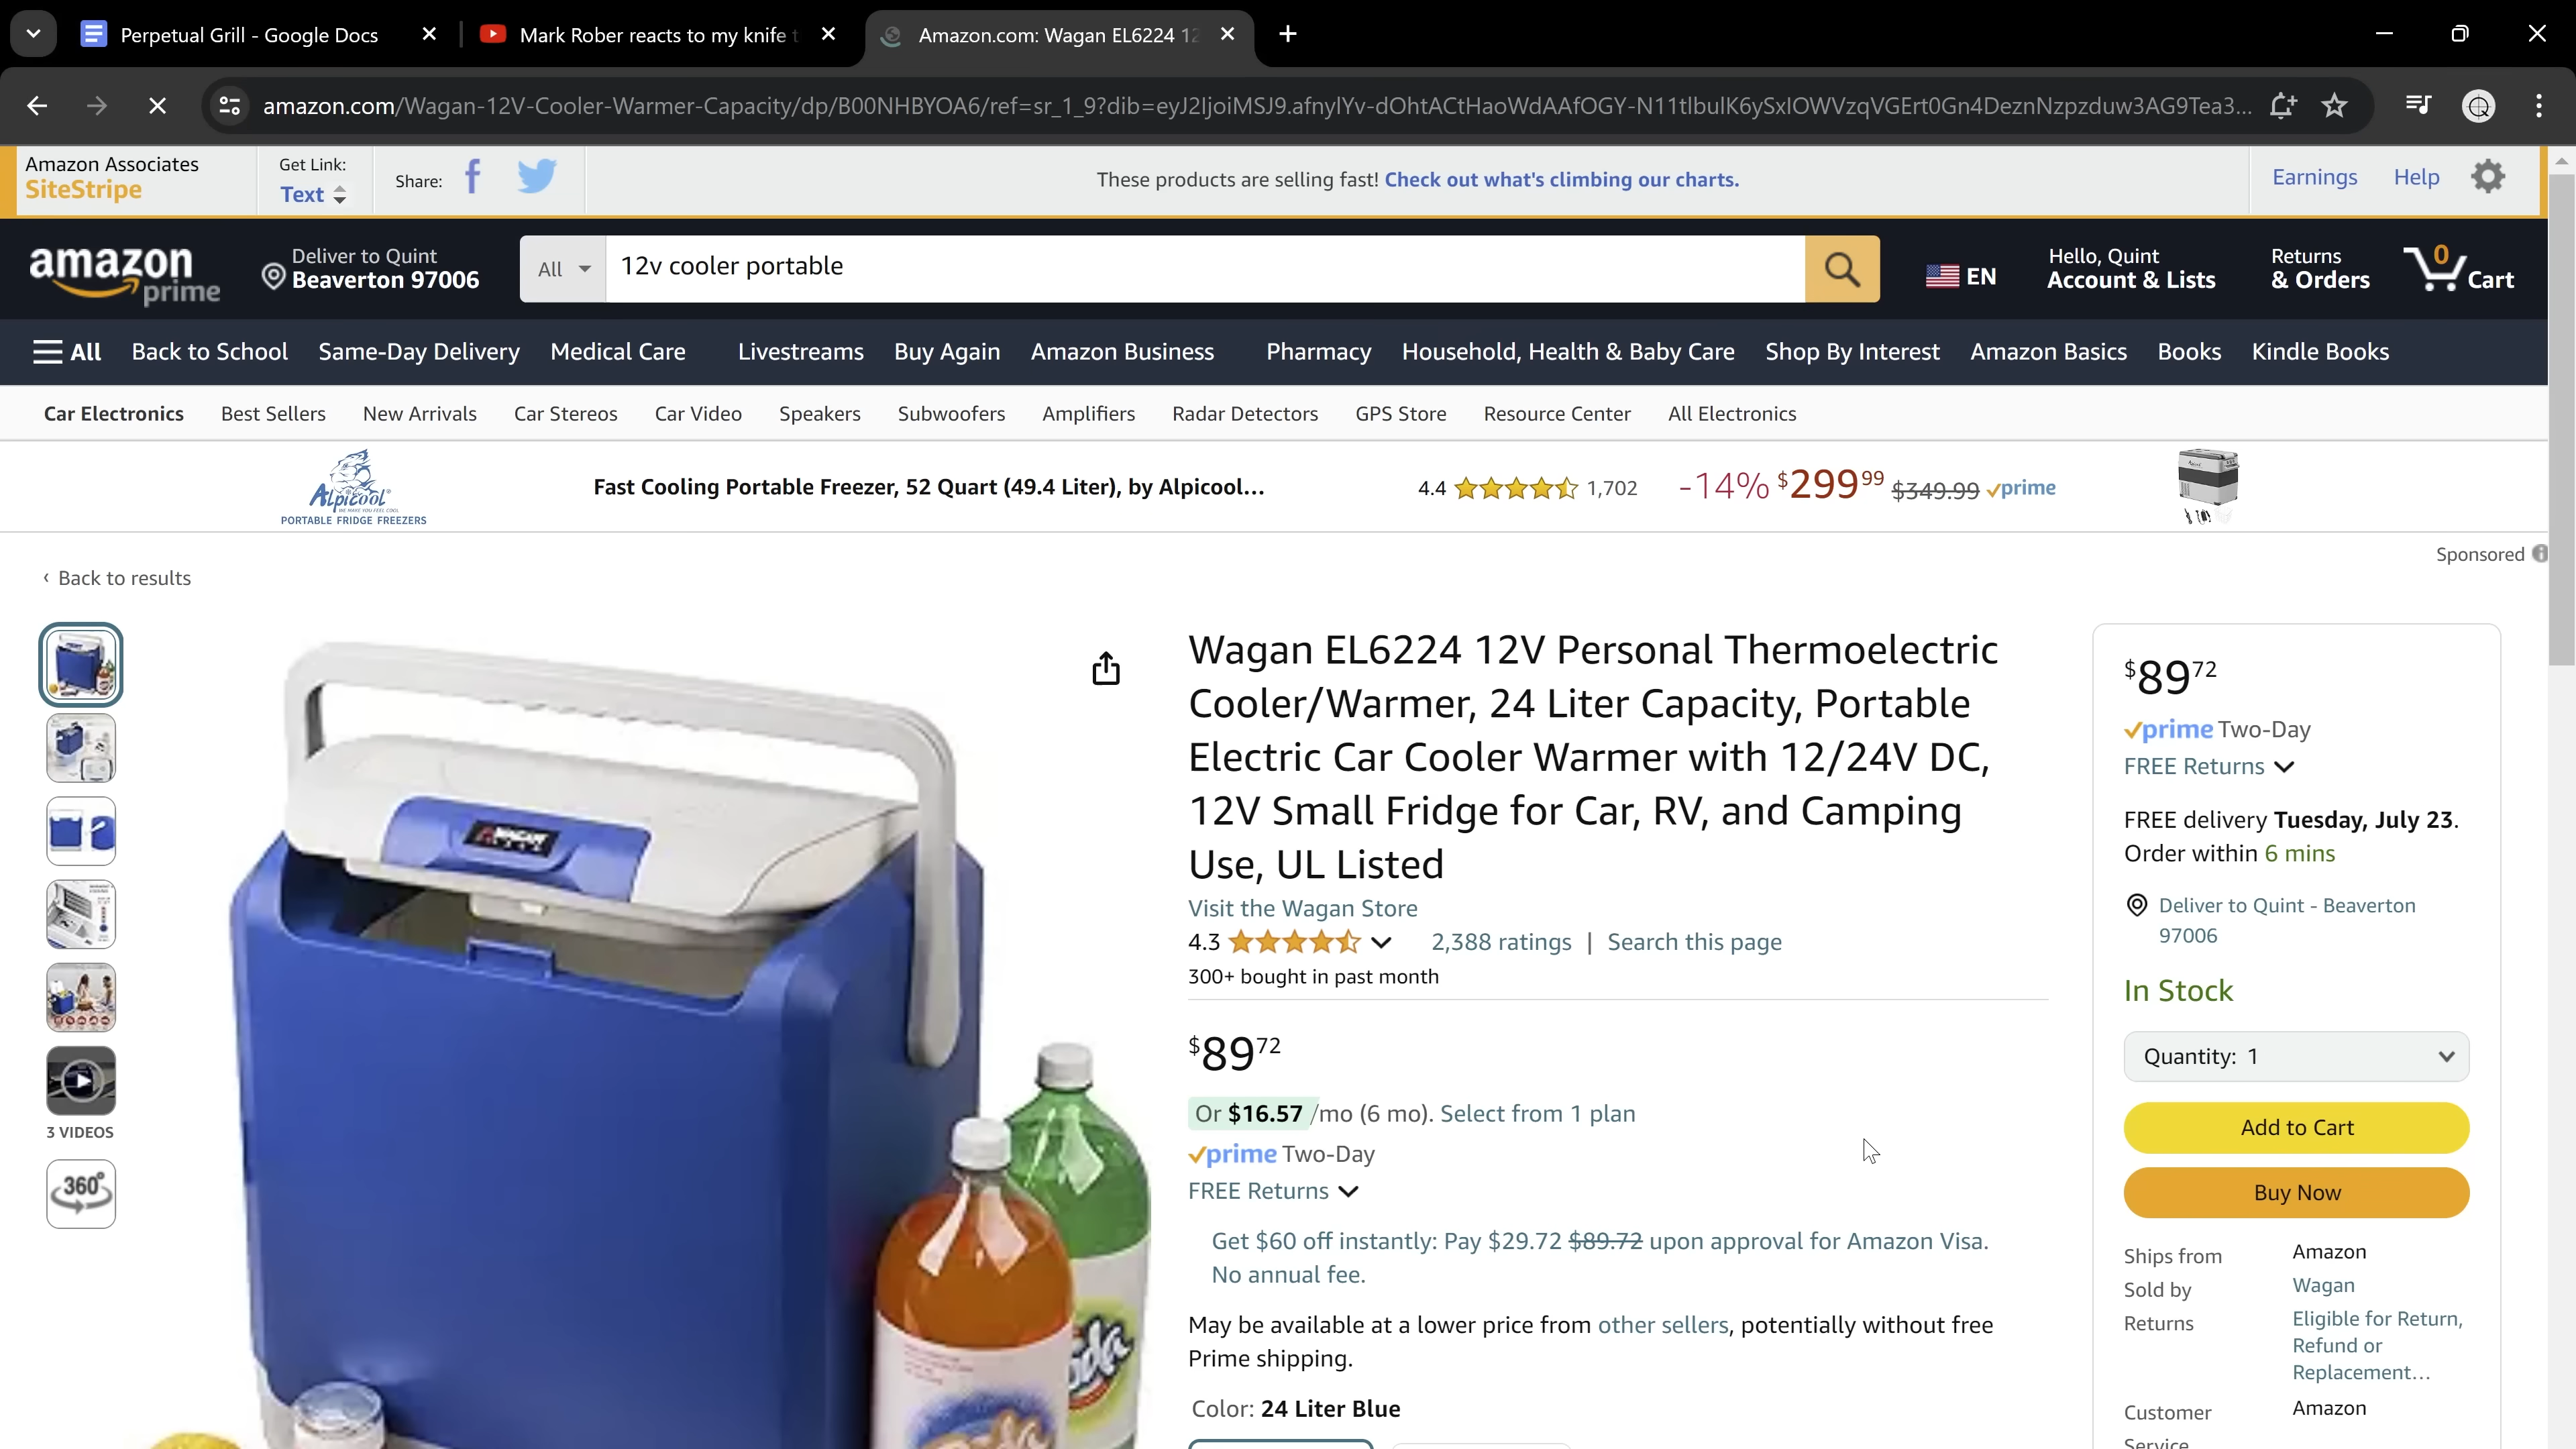 Perpetual Grill - Google Docs
Mark Rober reacts to my knife t
Amazon.com: Wagan EL6224 12
amazon.com/Wagan-12V-Cooler-Warmer-Capacity/dp/B00NHBYOA6/ref=sr_1_9?dib=eyJ2IjoiMSJ9.afnylYv-dOhtACtHaoWdAAfOGY-N11tlbulK6ySxlOWVzqVGErt0Gn4DeznNzpzduw3AG9Tea3...
Amazon Associates
SiteStripe
Get Link:
Text
Share:
These products are selling fast! Check out what's climbing our charts.
Earnings
Help
amazon
prime
Deliver to Quint
Beaverton 97006
All
12v cooler portable
EN
Hello, Quint
Account & Lists
Returns
& Orders
0
Cart
All Back to School Same-Day Delivery Medical Care Livestreams Buy Again Amazon Business Pharmacy Household, Health & Baby Care Shop By Interest Amazon Basics Books Kindle Books
Car Electronics Best Sellers New Arrivals Car Stereos Car Video Speakers Subwoofers Amplifiers Radar Detectors GPS Store Resource Center All Electronics
Alpicool
PORTABLE FRIDGE FREEZERS
Fast Cooling Portable Freezer, 52 Quart (49.4 Liter), by Alpicool...
4.4 1,702
-14% $299.99 $349.99 prime
Sponsored
‹ Back to results
WAGAN
3 VIDEOS
360°
Wagan EL6224 12V Personal Thermoelectric
Cooler/Warmer, 24 Liter Capacity, Portable
Electric Car Cooler Warmer with 12/24V DC,
12V Small Fridge for Car, RV, and Camping
Use, UL Listed
Visit the Wagan Store
4.3 2,388 ratings | Search this page
300+ bought in past month
$89.72
Or $16.57 /mo (6 mo). Select from 1 plan
prime Two-Day
FREE Returns
Get $60 off instantly: Pay $29.72 $89.72 upon approval for Amazon Visa.
No annual fee.
May be available at a lower price from other sellers, potentially without free
Prime shipping.
Color: 24 Liter Blue
$89.72
prime Two-Day
FREE Returns
FREE delivery Tuesday, July 23.
Order within 6 mins
Deliver to Quint - Beaverton
97006
In Stock
Quantity: 1
Add to Cart
Buy Now
Ships from Amazon
Sold by Wagan
Returns Eligible for Return,
Refund or
Replacement...
Customer Amazon
Service